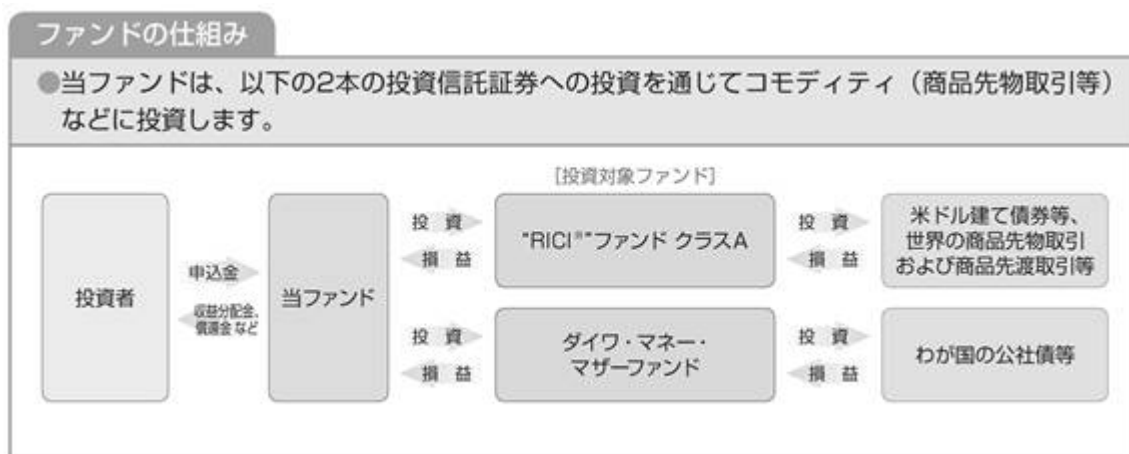 ファンドの仕組み
●当ファンドは、以下の2本の投資信託証券への投資を通じてコモディティ（商品先物取引等）
などに投資します。
［投資対象ファンド］
投資者
申込金
収益分配金、
償還金 など
当ファンド
投 資
損 益
"RICI®"ファンド クラスA
投 資
損 益
米ドル建て債券等、
世界の商品先物取引
および商品先渡取引等
投 資
損 益
ダイワ・マネー・
マザーファンド
投 資
損 益
わが国の公社債等